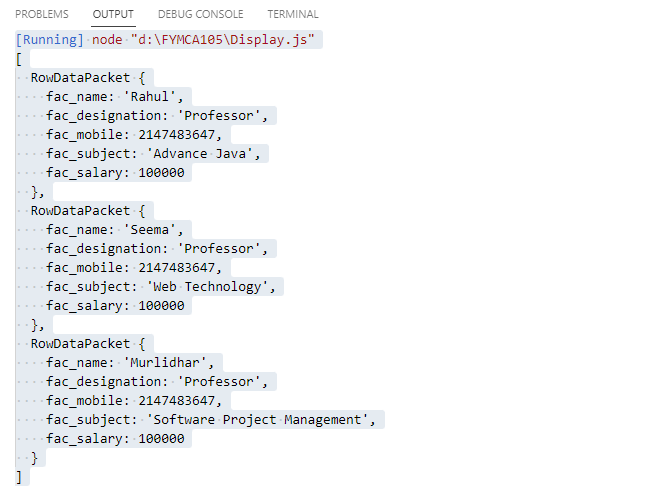 PROBLEMS OUTPUT DEBUG CONSOLE TERMINAL
[Running] node "d:\FYMCA105\Display.js"
[
  RowDataPacket {
    fac_name: 'Rahul',
    fac_designation: 'Professor',
    fac_mobile: 2147483647,
    fac_subject: 'Advance Java',
    fac_salary: 100000
  },
  RowDataPacket {
    fac_name: 'Seema',
    fac_designation: 'Professor',
    fac_mobile: 2147483647,
    fac_subject: 'Web Technology',
    fac_salary: 100000
  },
  RowDataPacket {
    fac_name: 'Murlidhar',
    fac_designation: 'Professor',
    fac_mobile: 2147483647,
    fac_subject: 'Software Project Management',
    fac_salary: 100000
  }
]